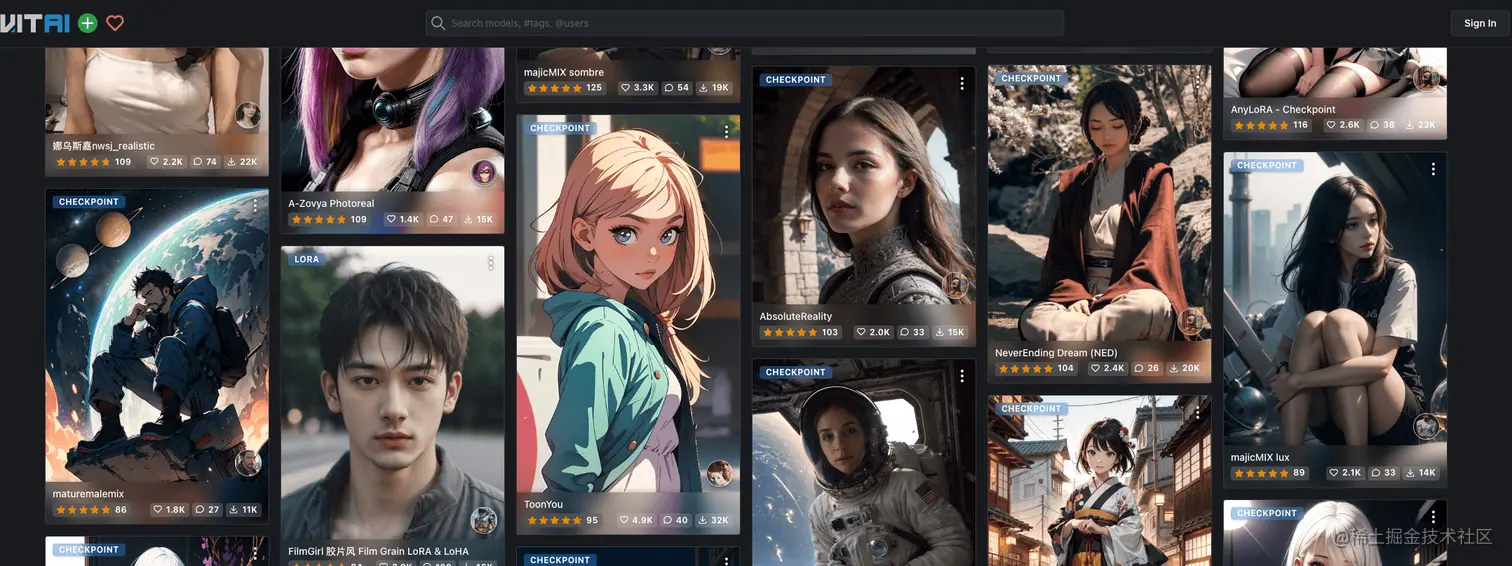 VITAI
Search models, #tags, @users
Sign In
娜乌斯嘉nwsj_realistic
109 2.2K 74 22K
CHECKPOINT
maturemalemix
86 1.8K 27 11K
CHECKPOINT
A-Zovya Photoreal
109 1.4K 47 15K
LORA
FilmGirl 胶片风 Film Grain LoRA & LoHA
majicMIX sombre
125 3.3K 54 19K
CHECKPOINT
ToonYou
95 4.9K 40 32K
CHECKPOINT
CHECKPOINT
AbsoluteReality
103 2.0K 33 15K
CHECKPOINT
CHECKPOINT
NeverEnding Dream (NED)
104 2.4K 26 20K
CHECKPOINT
AnyLoRA - Checkpoint
116 2.6K 38 23K
CHECKPOINT
majicMIX lux
89 2.1K 33 14K
CHECKPOINT
@稀土掘金技术社区